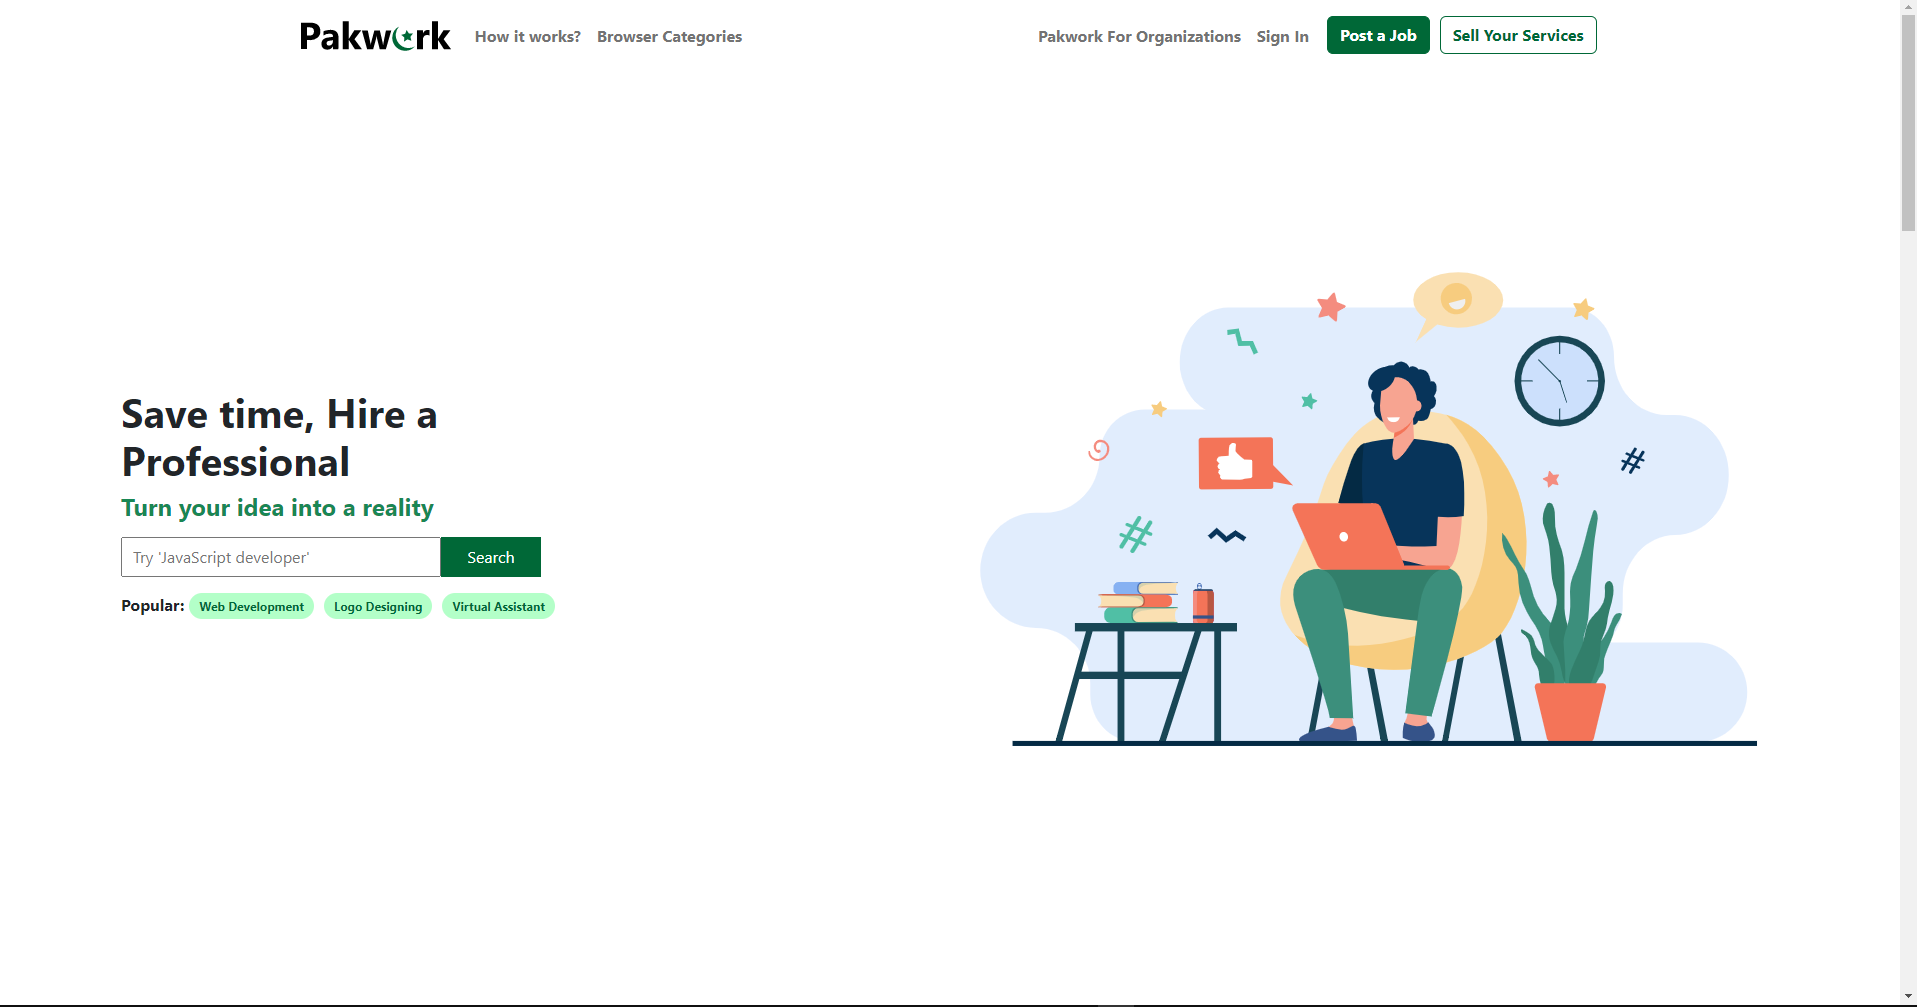 Pakwork How it works? Browser Categories Pakwork For Organizations Sign In Post a Job Sell Your Services
Save time, Hire a
Professional
Turn your idea into a reality
Try 'JavaScript developer' Search
Popular: Web Development Logo Designing Virtual Assistant